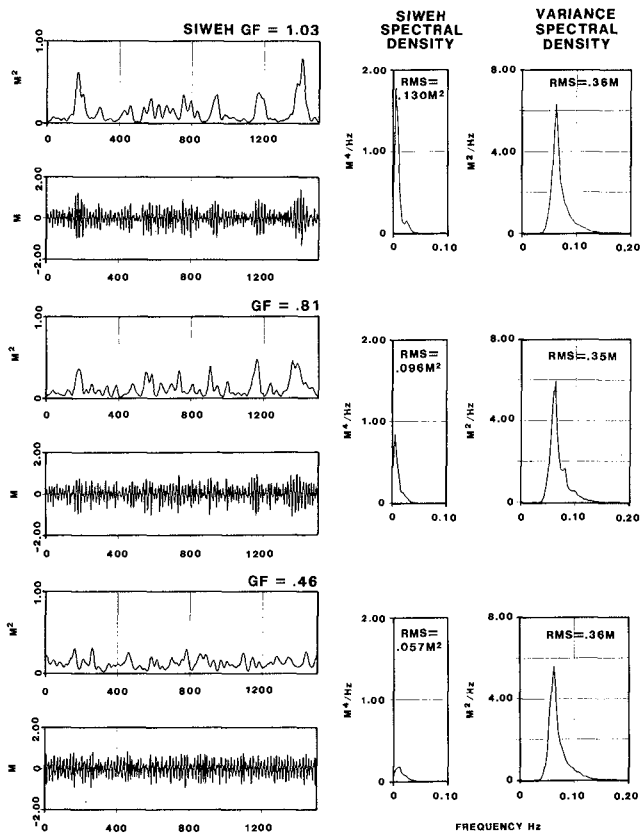 SIWEH GF = 1.03
1.00
M²
0
0 400 800 1200
2.00
M
0
-2.00
0 400 800 1200
SIWEH
SPECTRAL
DENSITY
2.00
RMS=
.130M²
M⁴/Hz
1.00
0
0 0.10
VARIANCE
SPECTRAL
DENSITY
8.00
RMS=.36M
M²/Hz
4.00
0
0 0.10 0.20
GF = .81
1.00
M²
0
0 400 800 1200
2.00
M
0
-2.00
0 400 800 1200
2.00
RMS=
.096M²
M⁴/Hz
1.00
0
0 0.10
8.00
RMS=.35M
M²/Hz
4.00
0
0 0.10 0.20
GF = .46
1.00
M²
0
0 400 800 1200
2.00
M
0
-2.00
0 400 800 1200
2.00
RMS=
.057M²
M⁴/Hz
1.00
0
0 0.10
8.00
RMS=.36M
M²/Hz
4.00
0
0 0.10 0.20
FREQUENCY Hz